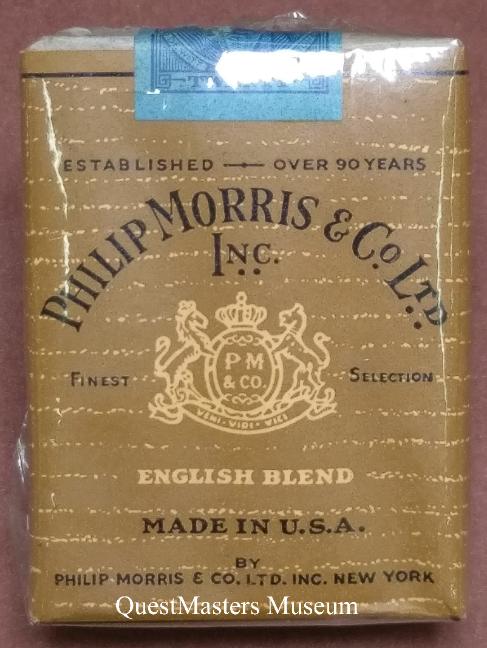 ESTABLISHED OVER 90 YEARS
PHILIP MORRIS & CO. LTD.
INC.
P M
& CO.
FINEST SELECTION
VENI · VIDI · VICI
ENGLISH BLEND
MADE IN U.S.A.
BY
PHILIP MORRIS & CO. LTD. INC. NEW YORK
QuestMasters Museum